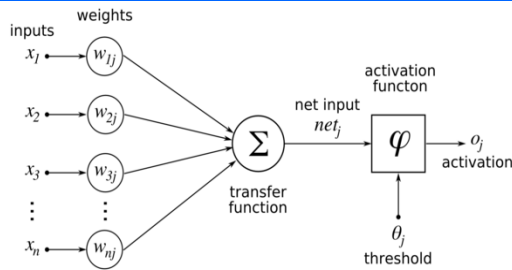 weights
inputs
x1
w1j
x2
w2j
x3
w3j
⋮
⋮
xn
wnj
Σ
transfer
function
net input
netj
activation
functon
φ
oj
activation
θj
threshold